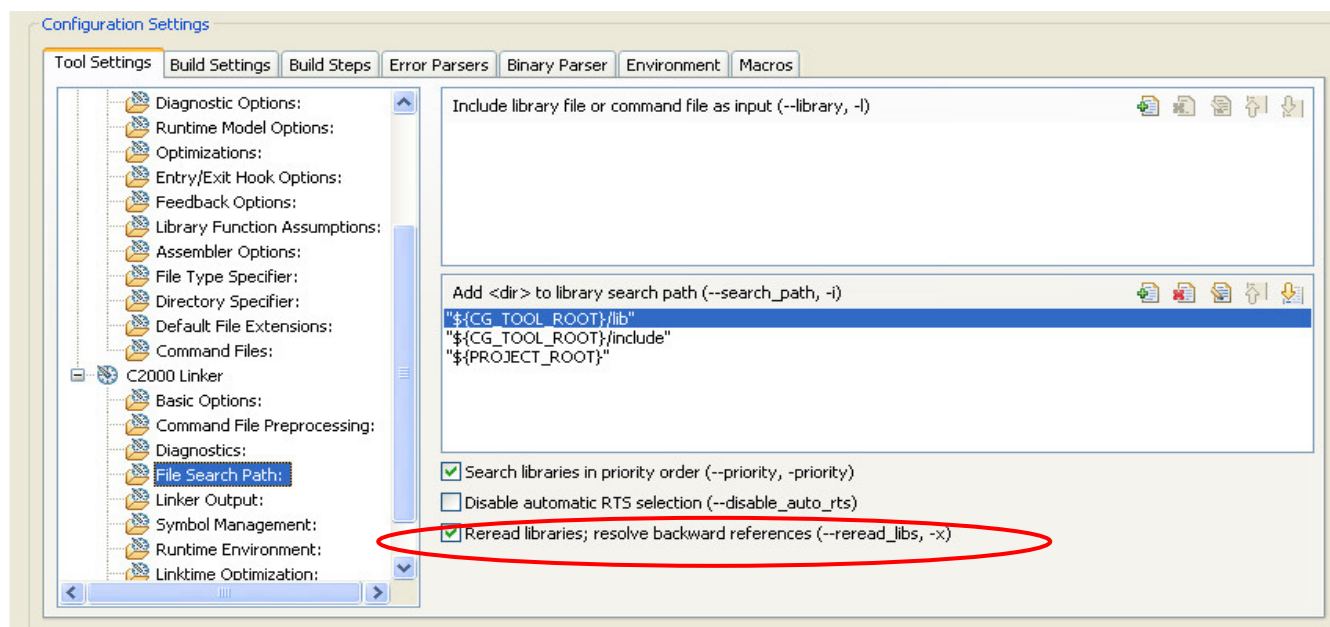 Configuration Settings
Tool Settings Build Settings Build Steps Error Parsers Binary Parser Environment Macros
Diagnostic Options:
Runtime Model Options:
Optimizations:
Entry/Exit Hook Options:
Feedback Options:
Library Function Assumptions:
Assembler Options:
File Type Specifier:
Directory Specifier:
Default File Extensions:
Command Files:
C2000 Linker
Basic Options:
Command File Preprocessing:
Diagnostics:
File Search Path:
Linker Output:
Symbol Management:
Runtime Environment:
Linktime Optimization:
Include library file or command file as input (--library, -l)
Add <dir> to library search path (--search_path, -i)
"${CG_TOOL_ROOT}/lib"
"${CG_TOOL_ROOT}/include"
"${PROJECT_ROOT}"
Search libraries in priority order (--priority, -priority)
Disable automatic RTS selection (--disable_auto_rts)
Reread libraries; resolve backward references (--reread_libs, -x)